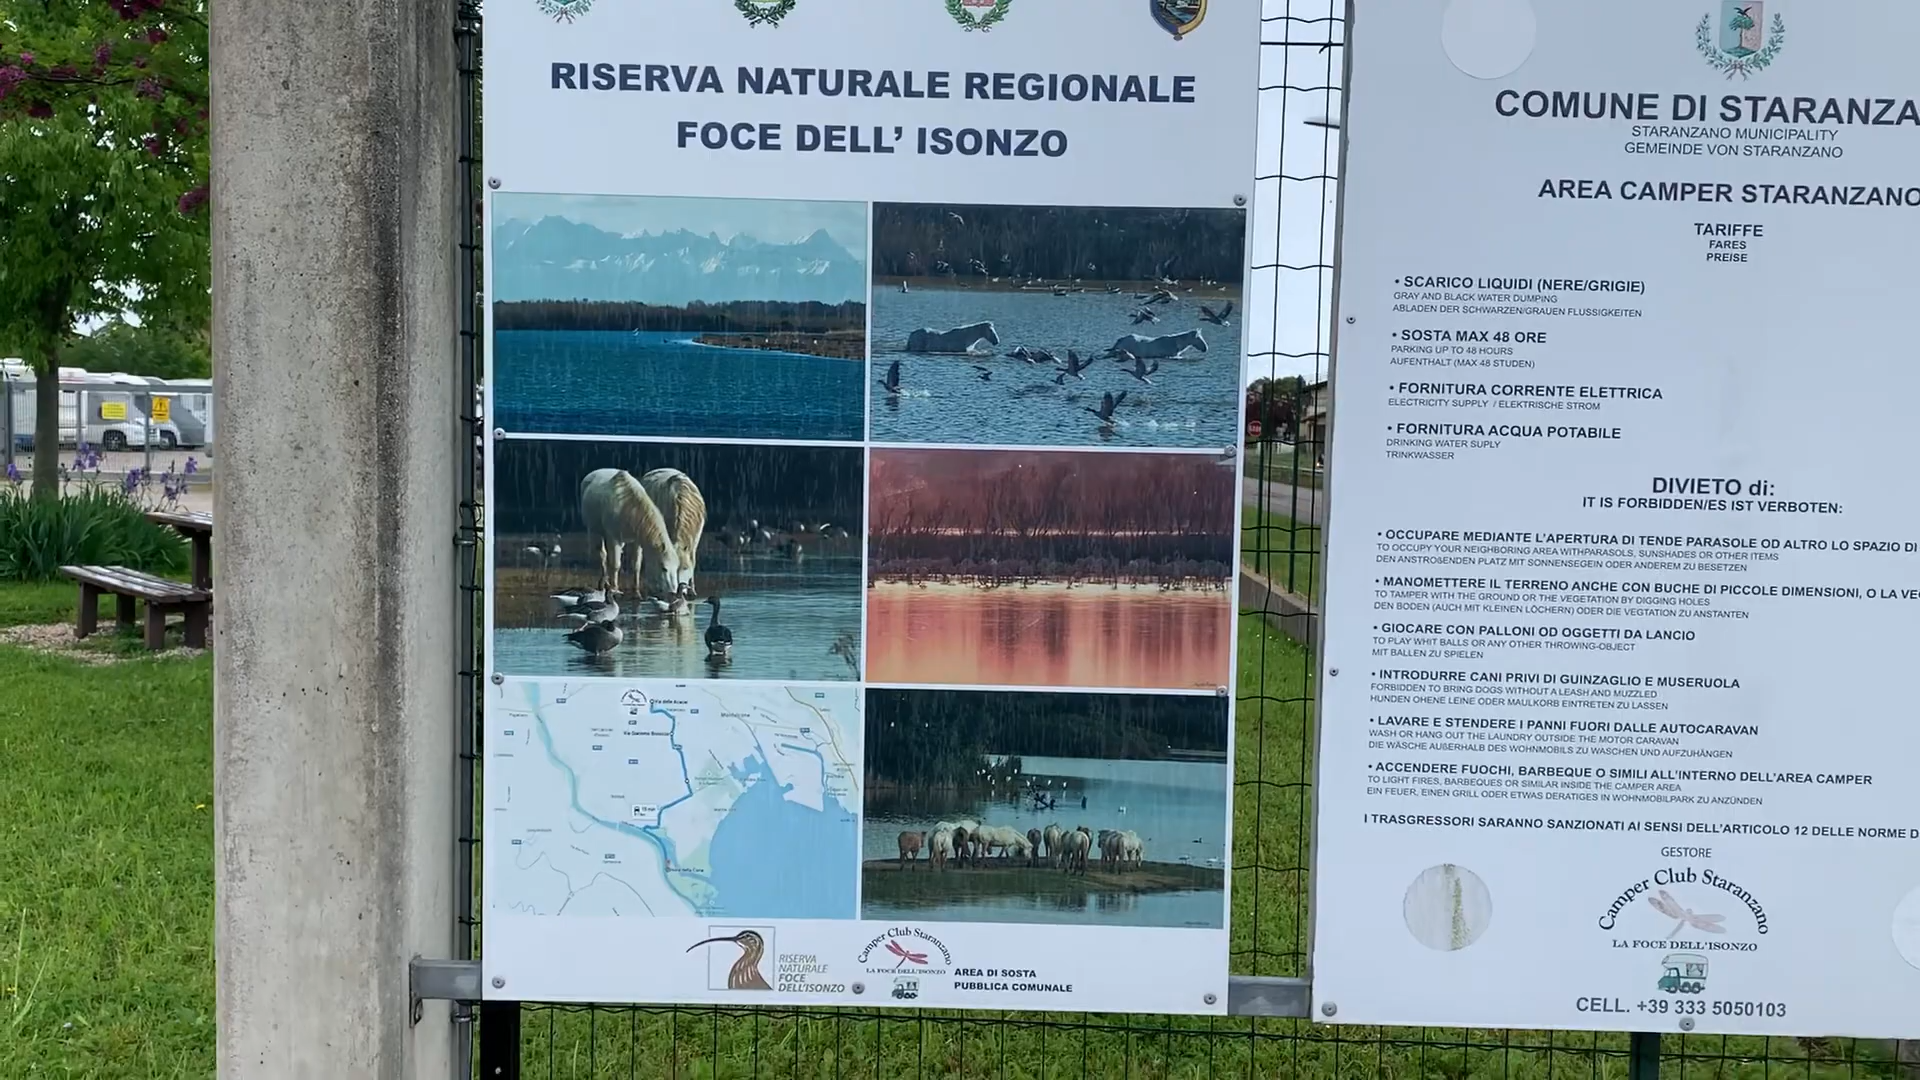 RISERVA NATURALE REGIONALE
FOCE DELL' ISONZO
RISERVA
NATURALE
FOCE
DELL'ISONZO
Camper Club Staranzano
LA FOCE DELL'ISONZO
AREA DI SOSTA
PUBBLICA COMUNALE
COMUNE DI STARANZA
STARANZANO MUNICIPALITY
GEMEINDE VON STARANZANO
AREA CAMPER STARANZANO
TARIFFE
FARES
PREISE
• SCARICO LIQUIDI (NERE/GRIGIE)
GRAY AND BLACK WATER DUMPING
ABLADEN DER SCHWARZEN/GRAUEN FLUSSIGKEITEN
• SOSTA MAX 48 ORE
PARKING UP TO 48 HOURS
AUFENTHALT (MAX 48 STUDEN)
• FORNITURA CORRENTE ELETTRICA
ELECTRICITY SUPPLY / ELEKTRISCHE STROM
• FORNITURA ACQUA POTABILE
DRINKING WATER SUPLY
TRINKWASSER
DIVIETO di:
IT IS FORBIDDEN/ES IST VERBOTEN:
• OCCUPARE MEDIANTE L'APERTURA DI TENDE PARASOLE OD ALTRO LO SPAZIO DI
TO OCCUPY YOUR NEIGHBORING AREA WITHPARASOLS, SUNSHADES OR OTHER ITEMS
DEN ANSTROßENDEN PLATZ MIT SONNENSEGEIN ODER ANDEREM ZU BESETZEN
• MANOMETTERE IL TERRENO ANCHE CON BUCHE DI PICCOLE DIMENSIONI, O LA VE
TO TAMPER WITH THE GROUND OR THE VEGETATION BY DIGGING HOLES
DEN BODEN (AUCH MIT KLEINEN LÖCHERN) ODER DIE VEGTATION ZU ANSTANTEN
• GIOCARE CON PALLONI OD OGGETTI DA LANCIO
TO PLAY WHIT BALLS OR ANY OTHER THROWING-OBJECT
MIT BALLEN ZU SPIELEN
• INTRODURRE CANI PRIVI DI GUINZAGLIO E MUSERUOLA
FORBIDDEN TO BRING DOGS WITHOUT A LEASH AND MUZZLED
HUNDEN OHENE LEINE ODER MAULKORB EINTRETEN ZU LASSEN
• LAVARE E STENDERE I PANNI FUORI DALLE AUTOCARAVAN
WASH OR HANG OUT THE LAUNDRY OUTSIDE THE MOTOR CARAVAN
DIE WÄSCHE AUßERHALB DES WOHNMOBILS ZU WASCHEN UND AUFZUHÄNGEN
• ACCENDERE FUOCHI, BARBEQUE O SIMILI ALL'INTERNO DELL'AREA CAMPER
TO LIGHT FIRES, BARBEQUES OR SIMILAR INSIDE THE CAMPER AREA
EIN FEUER, EINEN GRILL ODER ETWAS DERATIGES IN WOHNMOBILPARK ZU ANZÜNDEN
I TRASGRESSORI SARANNO SANZIONATI AI SENSI DELL'ARTICOLO 12 DELLE NORME D
GESTORE
Camper Club Staranzano
LA FOCE DELL'ISONZO
CELL. +39 333 5050103